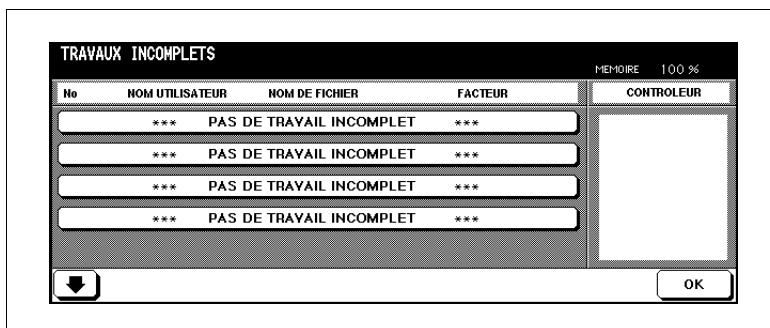 TRAVAUX INCOMPLETS
MEMOIRE 100 %
No NOM UTILISATEUR NOM DE FICHIER FACTEUR CONTROLEUR
*** PAS DE TRAVAIL INCOMPLET ***
*** PAS DE TRAVAIL INCOMPLET ***
*** PAS DE TRAVAIL INCOMPLET ***
*** PAS DE TRAVAIL INCOMPLET ***
OK